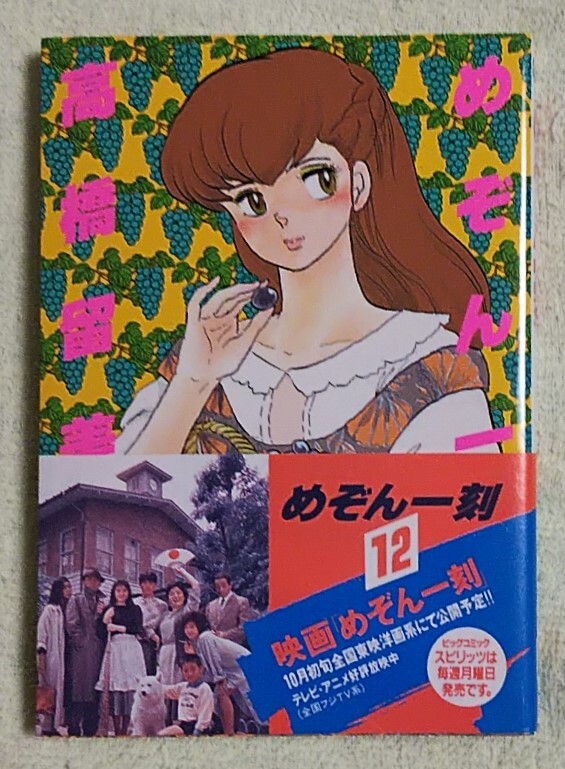 めぞん一
高橋留美
めぞん一刻
12
映画「めぞん一刻」
10月初旬全国東映洋画系にて公開予定!!
テレビ・アニメ好評放映中
(全国フジTV系)
ビッグコミック
スピリッツは
毎週月曜日
発売です。